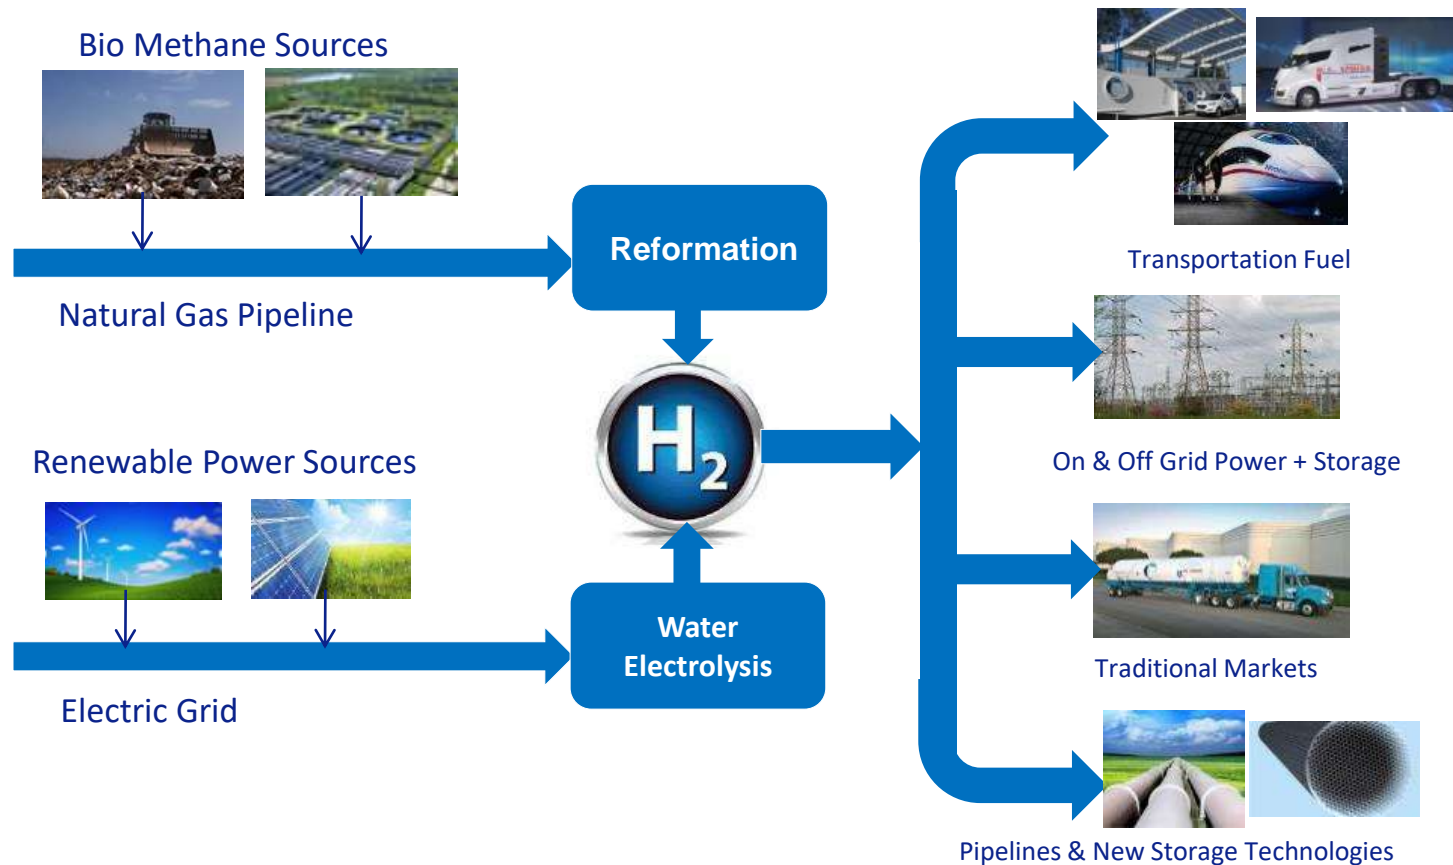 Bio Methane Sources
Natural Gas Pipeline
Reformation
Renewable Power Sources
Electric Grid
Water
Electrolysis
H2
Transportation Fuel
On & Off Grid Power + Storage
Traditional Markets
Pipelines & New Storage Technologies